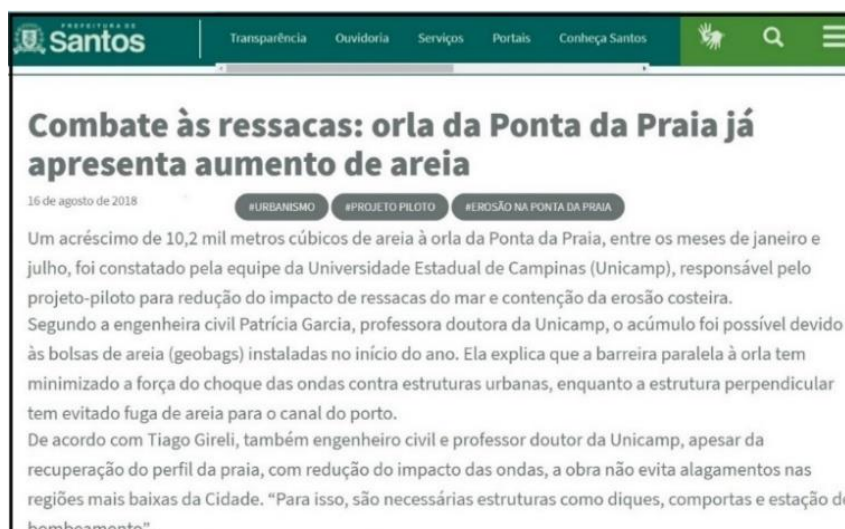 PREFEITURA DE
Santos
Transparência Ouvidoria Serviços Portais Conheça Santos
Combate às ressacas: orla da Ponta da Praia já
apresenta aumento de areia
16 de agosto de 2018 #URBANISMO #PROJETO PILOTO #EROSÃO NA PONTA DA PRAIA
Um acréscimo de 10,2 mil metros cúbicos de areia à orla da Ponta da Praia, entre os meses de janeiro e
julho, foi constatado pela equipe da Universidade Estadual de Campinas (Unicamp), responsável pelo
projeto-piloto para redução do impacto de ressacas do mar e contenção da erosão costeira.
Segundo a engenheira civil Patrícia Garcia, professora doutora da Unicamp, o acúmulo foi possível devido
às bolsas de areia (geobags) instaladas no início do ano. Ela explica que a barreira paralela à orla tem
minimizado a força do choque das ondas contra estruturas urbanas, enquanto a estrutura perpendicular
tem evitado fuga de areia para o canal do porto.
De acordo com Tiago Gireli, também engenheiro civil e professor doutor da Unicamp, apesar da
recuperação do perfil da praia, com redução do impacto das ondas, a obra não evita alagamentos nas
regiões mais baixas da Cidade. “Para isso, são necessárias estruturas como diques, comportas e estação de
bombeamento”